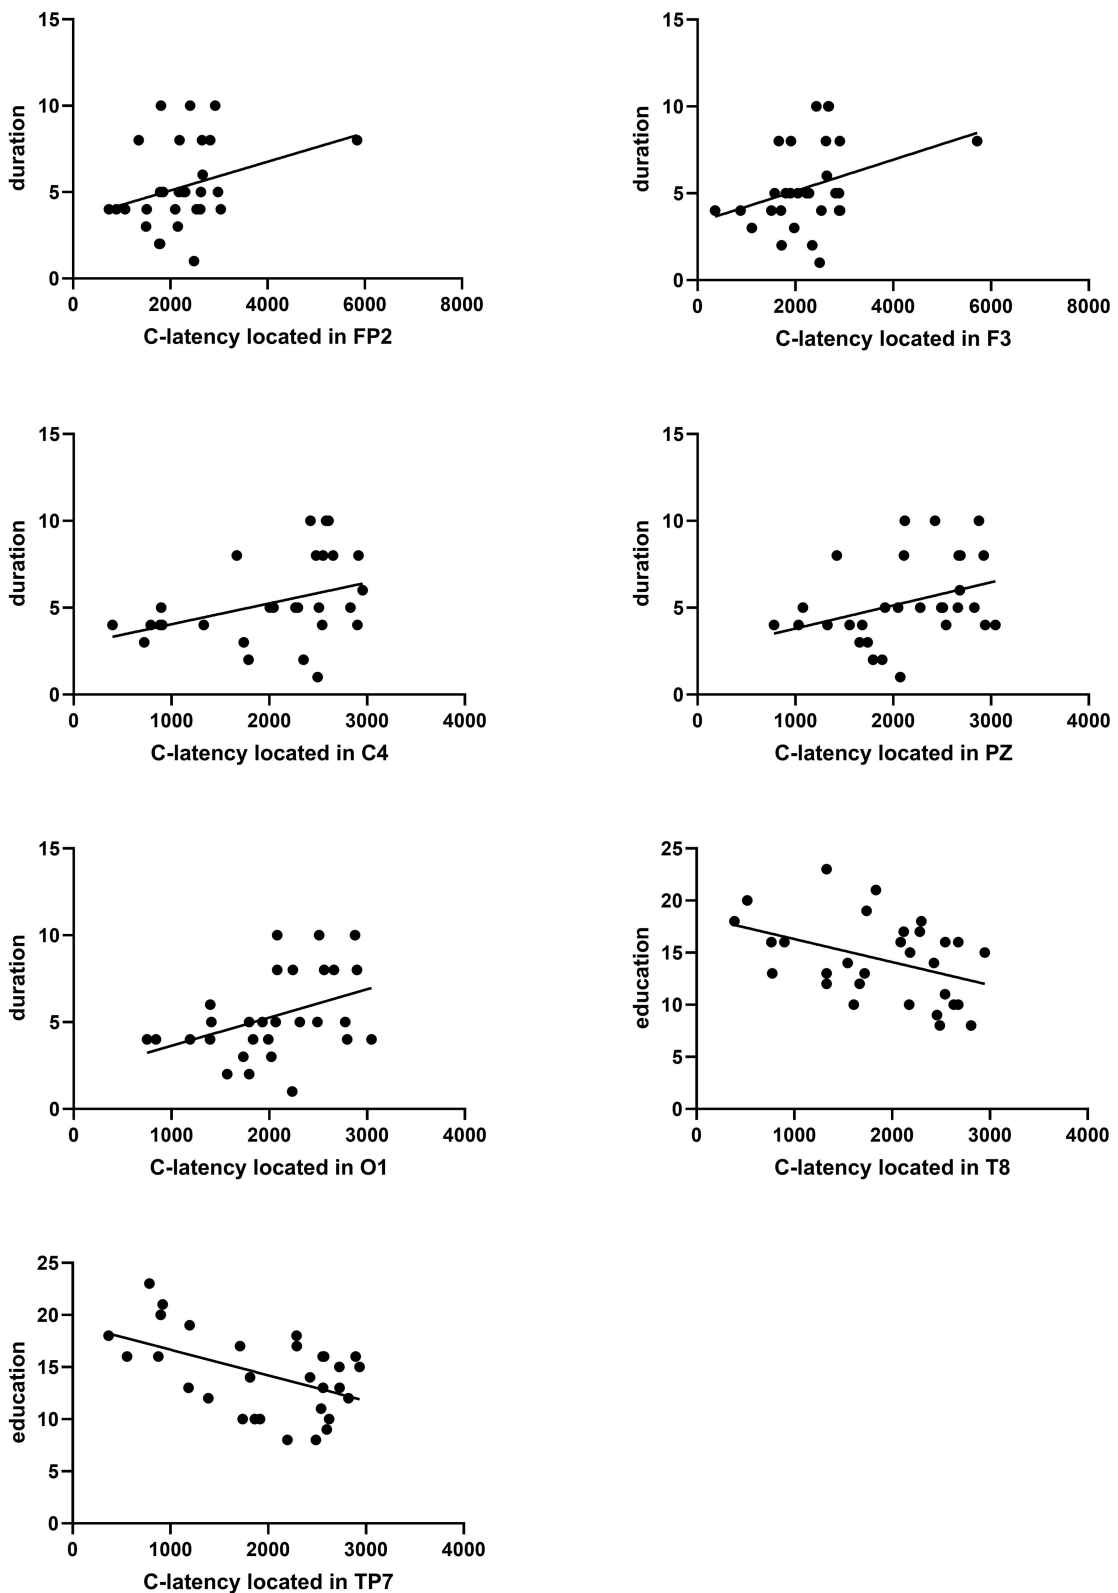 15
10
5
0
duration
0 2000 4000 6000 8000
C-latency located in FP2
15
10
5
0
duration
0 2000 4000 6000 8000
C-latency located in F3
15
10
5
0
duration
0 1000 2000 3000 4000
C-latency located in C4
15
10
5
0
duration
0 1000 2000 3000 4000
C-latency located in PZ
15
10
5
0
duration
0 1000 2000 3000 4000
C-latency located in O1
25
20
15
10
5
0
education
0 1000 2000 3000 4000
C-latency located in T8
25
20
15
10
5
0
education
0 1000 2000 3000 4000
C-latency located in TP7